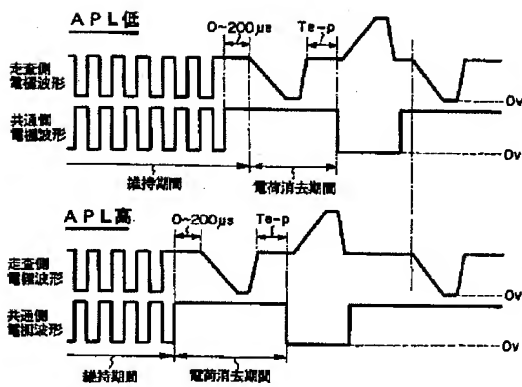 APL低
0~200μs Te-p
走査側
電極波形
0v
共通側
電極波形
0v
維持期間 電荷消去期間
APL高
0~200μs Te-p
走査側
電極波形
0v
共通側
電極波形
0v
維持期間 電荷消去期間